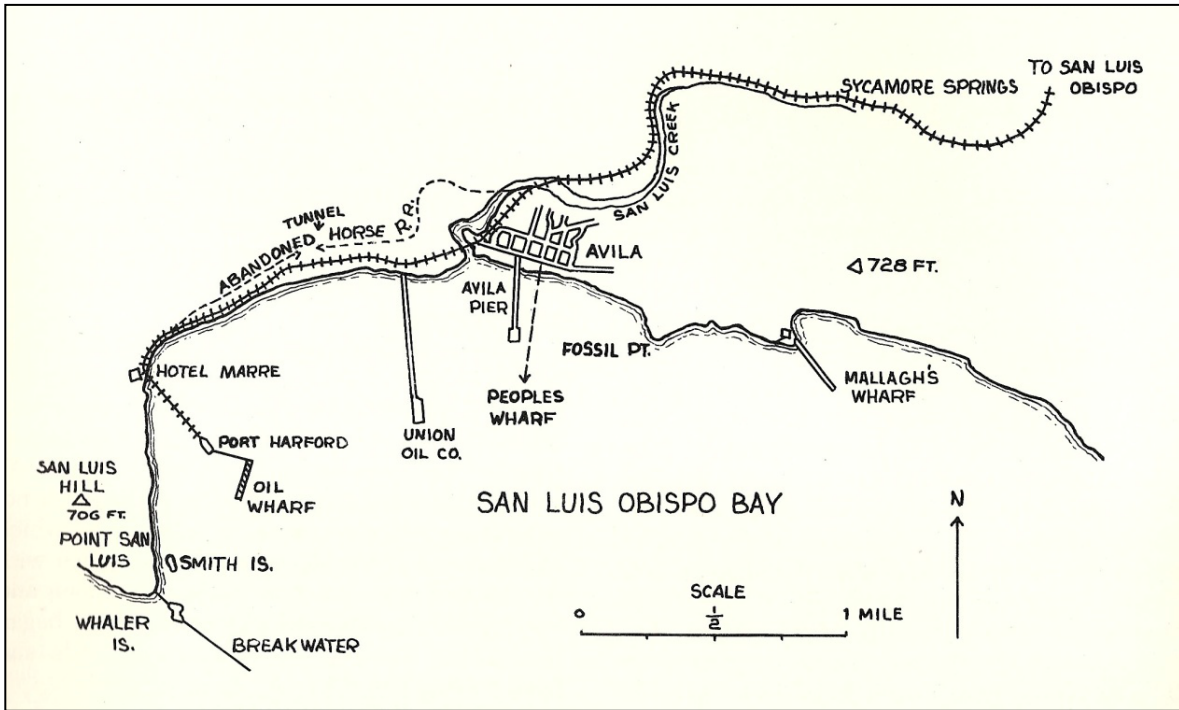 TO SAN LUIS
OBISPO
SYCAMORE SPRINGS
SAN LUIS CREEK
TUNNEL
ABANDONED HORSE R.R.
AVILA
728 FT.
AVILA
PIER
FOSSIL PT.
HOTEL MARRE
PEOPLES
WHARF
MALLAGH'S
WHARF
UNION
OIL CO.
PORT HARFORD
SAN LUIS
HILL
706 FT.
OIL
WHARF
SAN LUIS OBISPO BAY
N
POINT SAN
LUIS
SMITH IS.
SCALE
0 1/2 1 MILE
WHALER
IS.
BREAKWATER